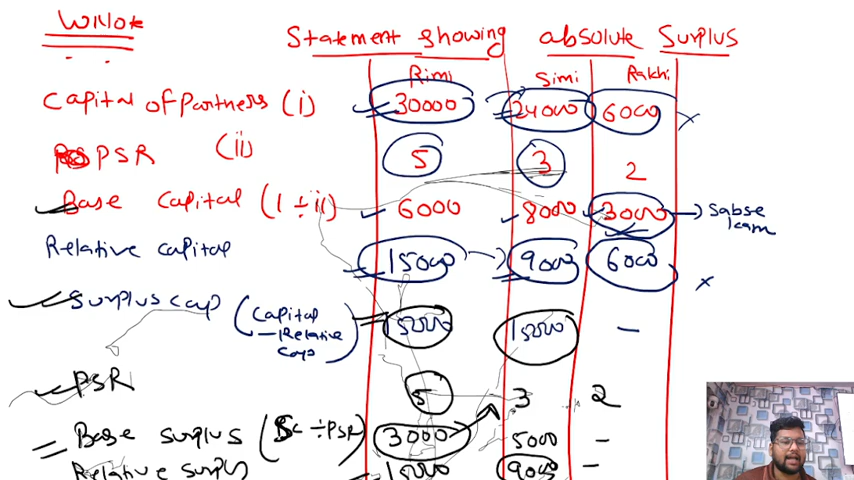 Statement showing absolute Surplus
Rimi Simi Rakhi
Capital of Partners (i) 30000 24000 6000 x
PSR (ii) 5 3 2
Base Capital (1 ÷ ii) 6000 8000 3000 → Sabse kam
Relative capital 15000 9000 6000 x
Surplus cap (Capital - Relative cap) 15000 15000 -
PSR 5 3 2
Base Surplus (Sc ÷ PSR) 3000 5000 -
9000 -